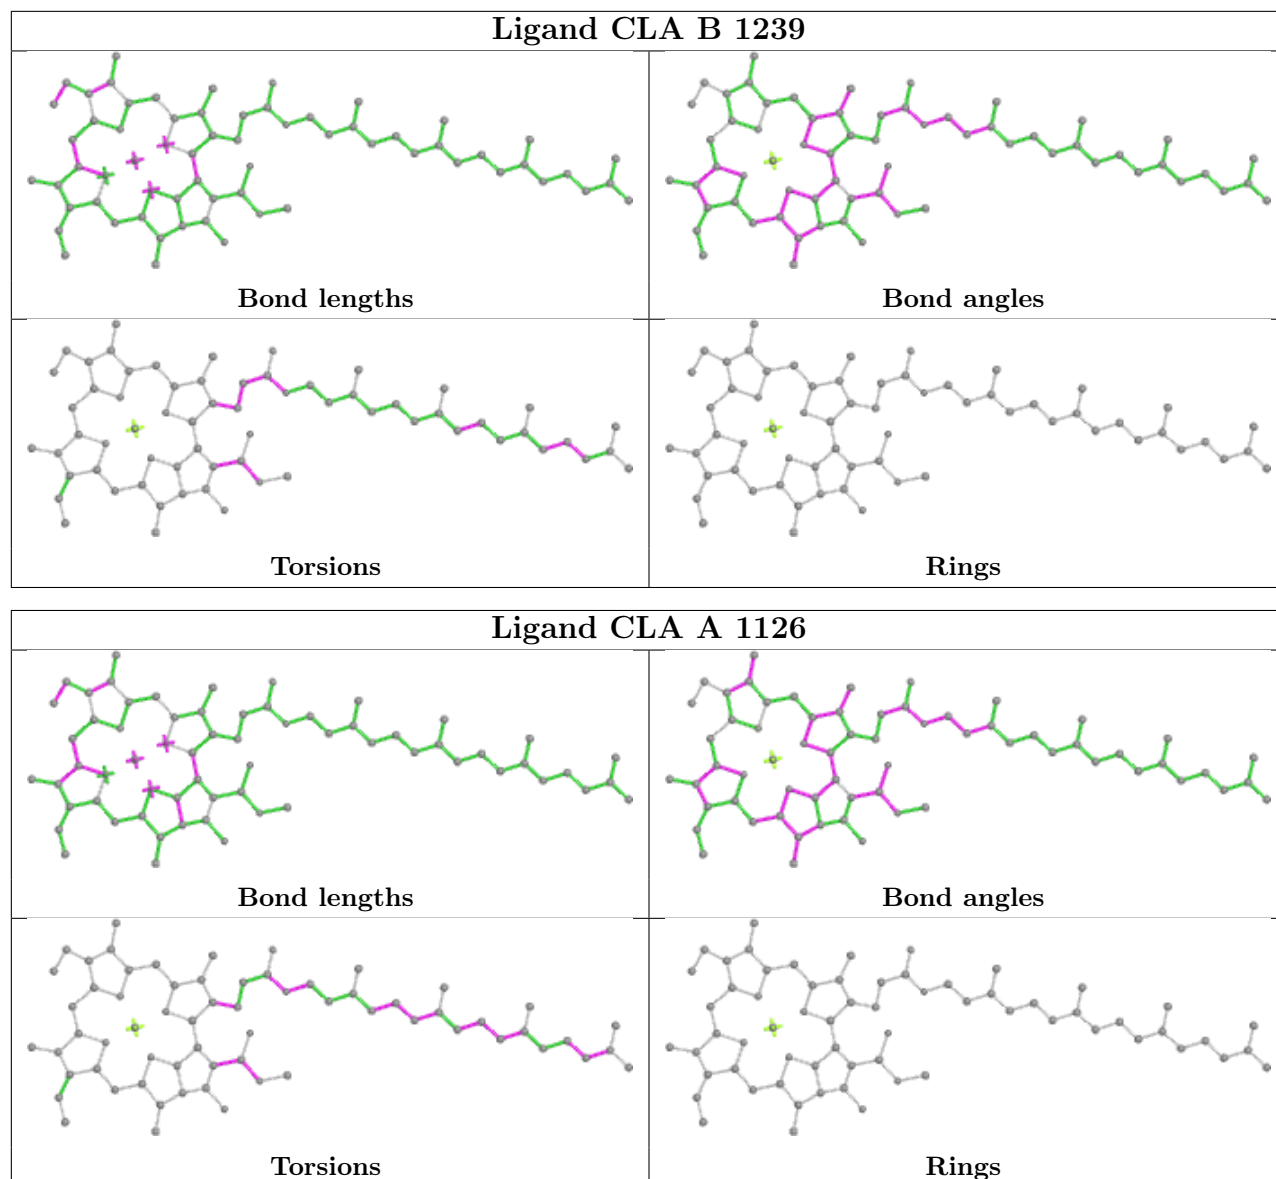 Ligand CLA B 1239
Bond lengths
Bond angles
Torsions
Rings
Ligand CLA A 1126
Bond lengths
Bond angles
Torsions
Rings